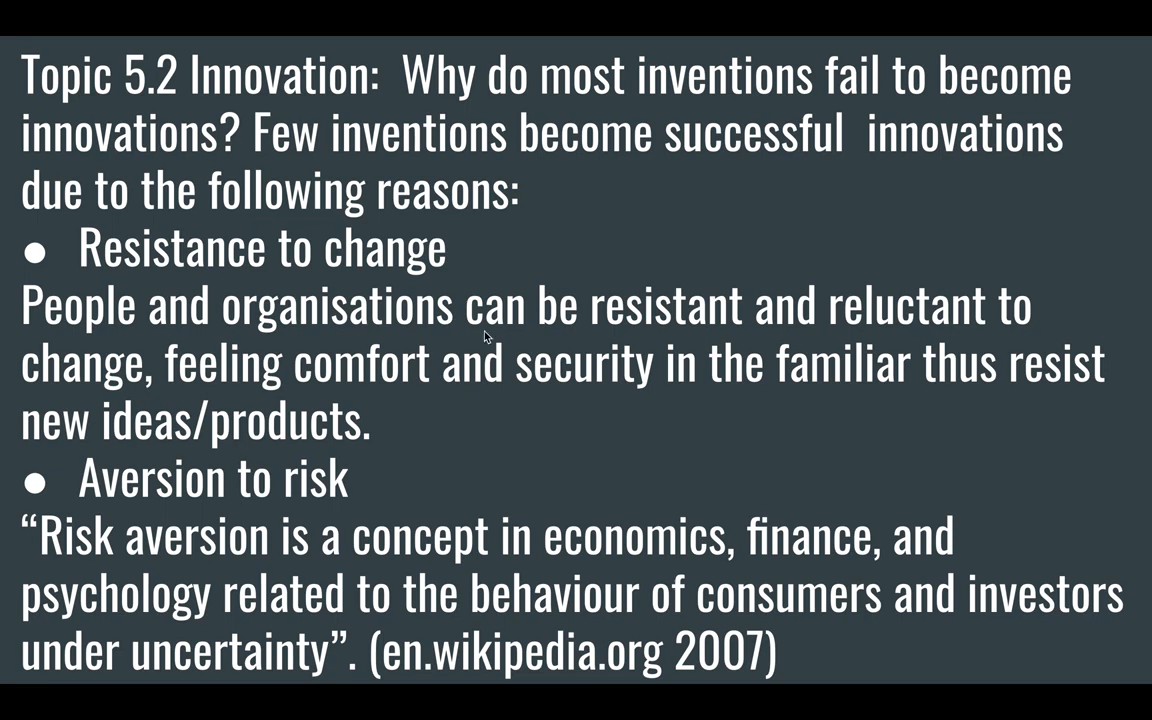 Topic 5.2 Innovation:  Why do most inventions fail to become
innovations? Few inventions become successful  innovations
due to the following reasons:
● Resistance to change
People and organisations can be resistant and reluctant to
change, feeling comfort and security in the familiar thus resist
new ideas/products.
● Aversion to risk
“Risk aversion is a concept in economics, finance, and
psychology related to the behaviour of consumers and investors
under uncertainty”. (en.wikipedia.org 2007)